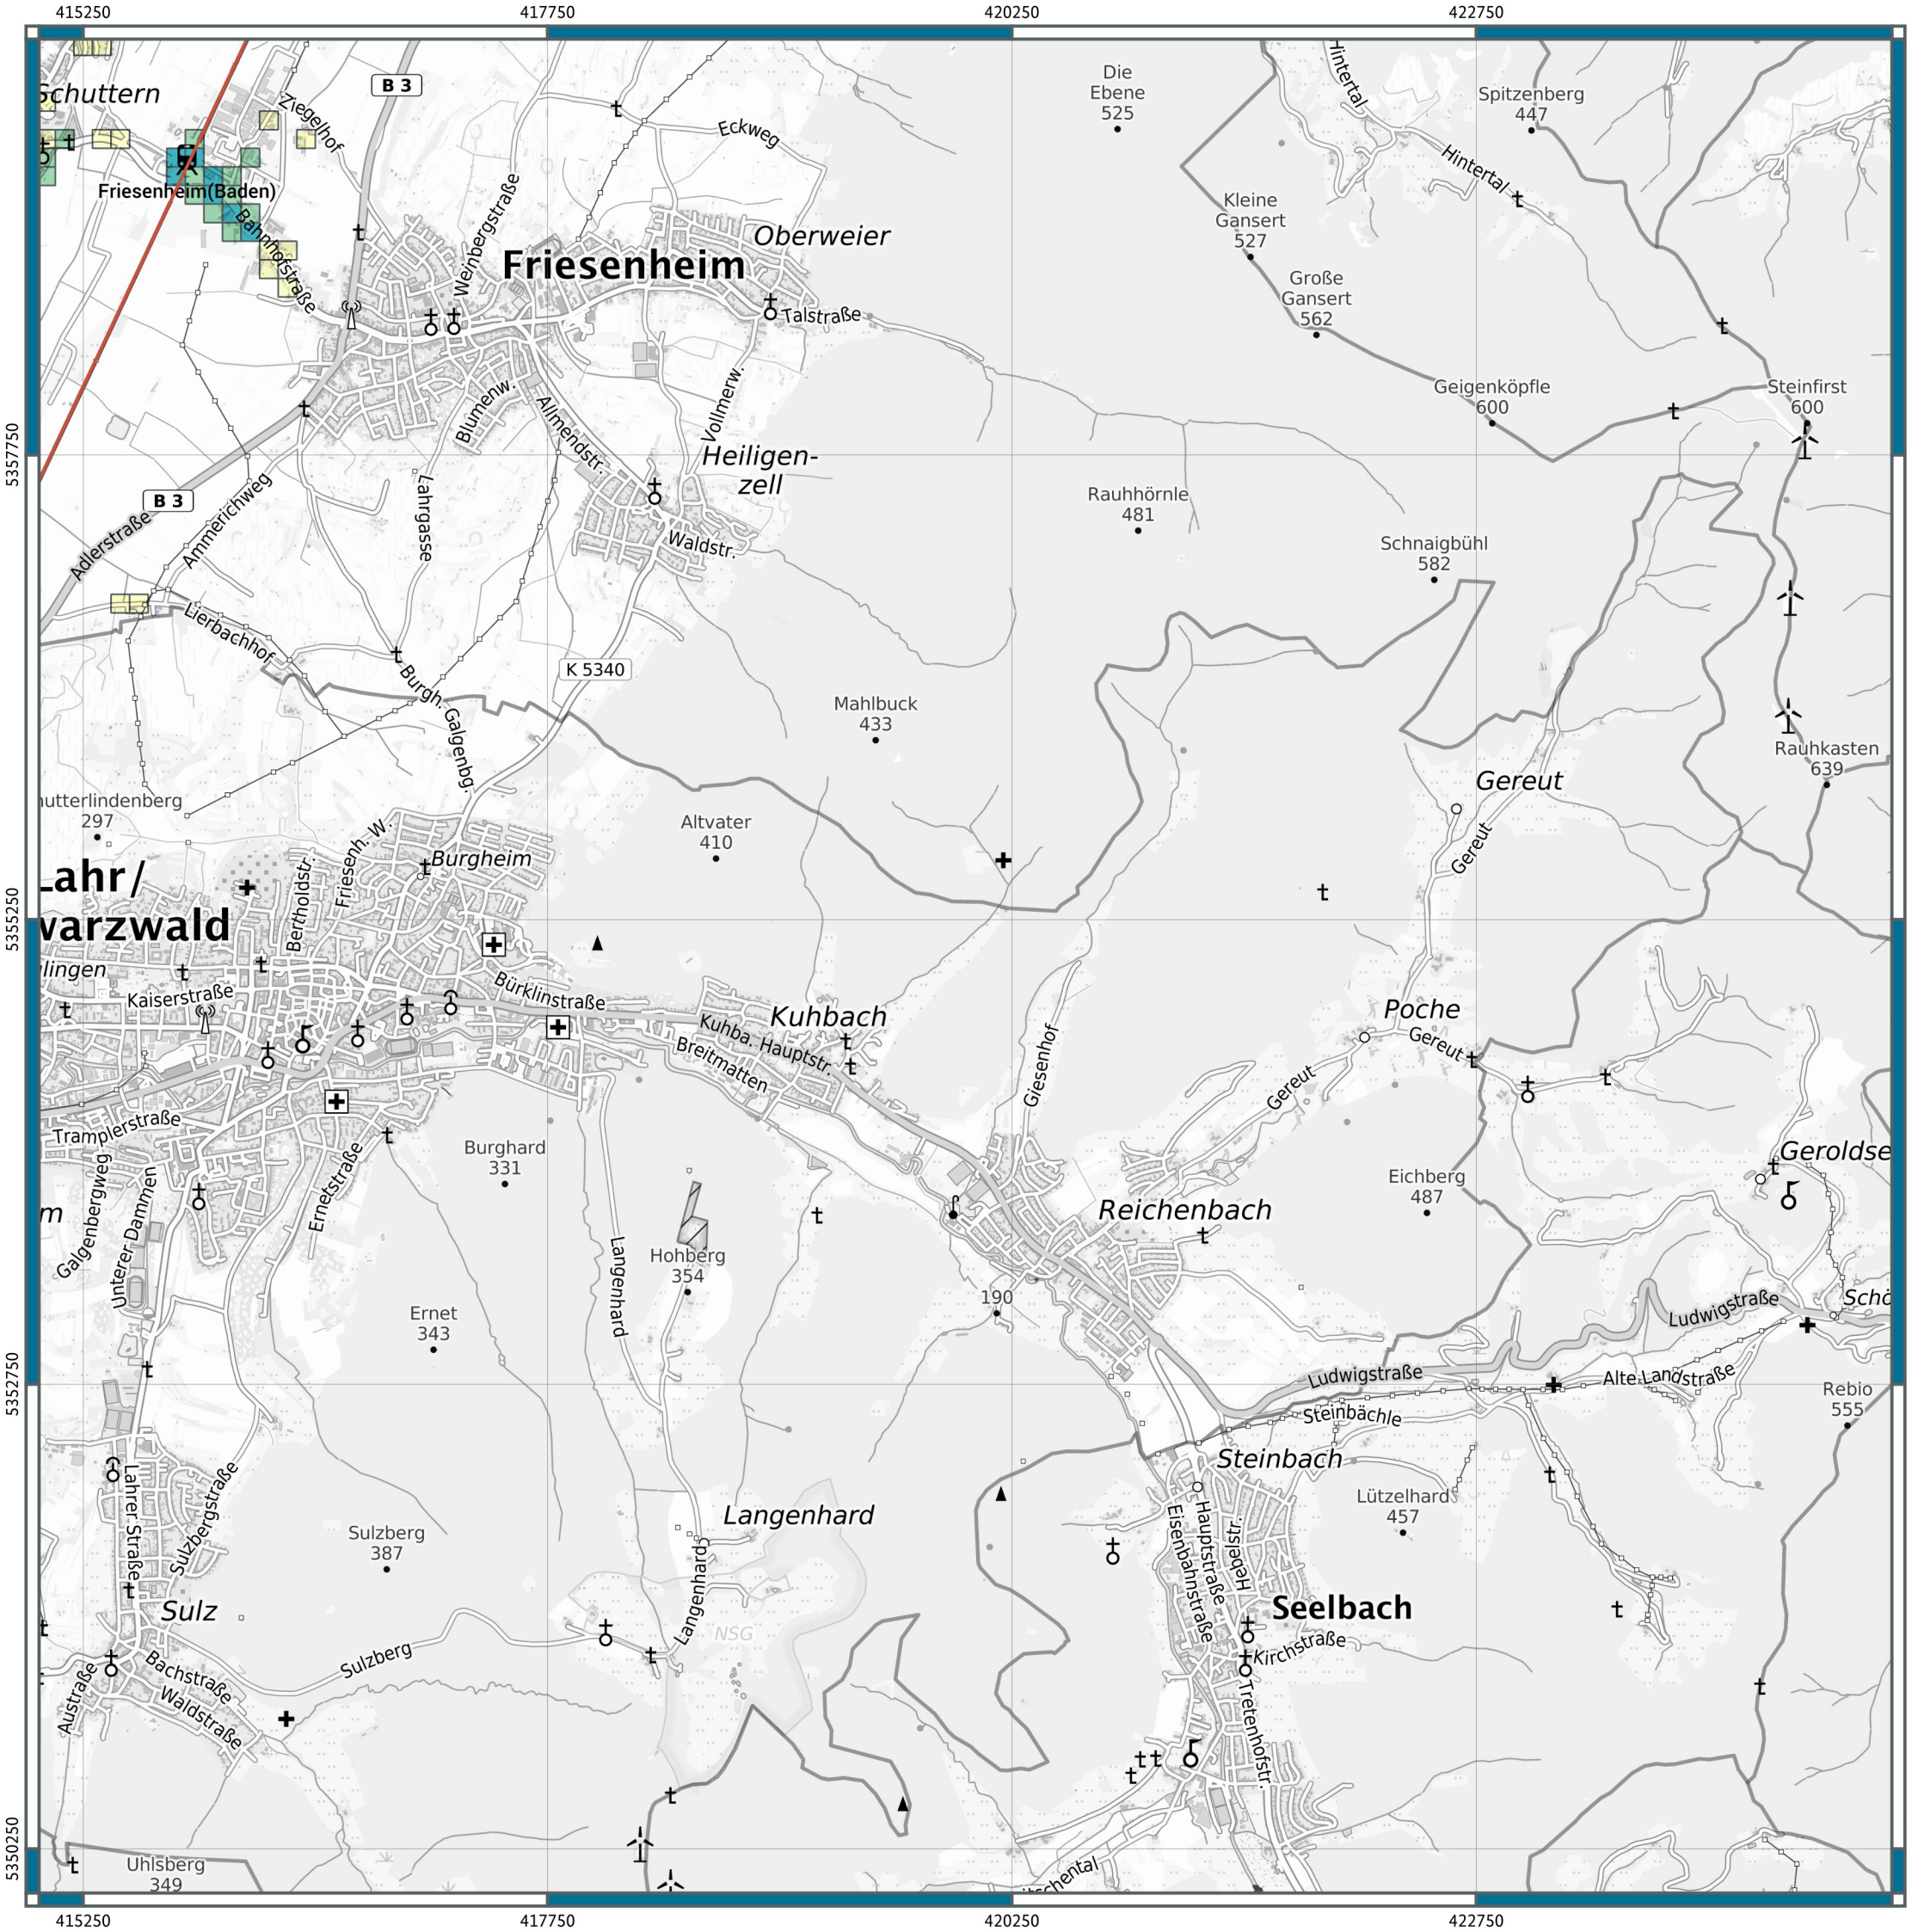 415250
417750
420250
422750
Schuttern
B 3
Ziegelhof
Eckweg
Die
Ebene
525
Hintertal
Spitzenberg
447
Hintertal
Friesenheim(Baden)
Bahnhofstraße
Weinbergstraße
Kleine
Gansert
527
Friesenheim
Oberweier
Große
Gansert
562
Talstraße
Geigenköpfle
600
Steinfirst
600
Blumenw.
Allmendstr.
Vollmerw.
Heiligen-
zell
5355750
B 3
Adlerstraße
Ammerichweg
Lahrgasse
Waldstr.
Rauhhörnle
481
Schnaigbühl
582
Lierbachhof
Burgh. Galgenbg.
K 5340
Mahlbuck
433
Rauhkasten
639
Gereut
Gereut
hutterlindenberg
297
Altvater
410
Friesenh. W.
Burgheim
Bertholdstr.
Lahr/
warzwald
5355250
lingen
Kaiserstraße
Bürklinstraße
Kuhbach
Kuhba. Hauptstr.
Breitmatten
Giesenhof
Poche
Gereut
Gereut
Tramplerstraße
Galgenbergweg
Unterer Dammen
Ernetstraße
Burghard
331
Eichberg
487
Geroldse
m
Reichenbach
Langenhard
Hohberg
354
190
Ernet
343
Ludwigstraße
Schö
Ludwigstraße
Alte Landstraße
5352750
Rebio
555
Steinbächle
Steinbach
Lahrer Straße
Sulzbergstraße
Langenhard
Lützelhard
457
Sulzberg
387
Eisenbahnstraße
Hauptstraße
Hebelstr.
Langenhard
Sulz
NSG
Seelbach
Kirchstraße
Sulzberg
Austraße
Bachstraße
Waldstraße
Tretenhofstr.
5350250
Uhlsberg
349
itschental
415250
417750
420250
422750